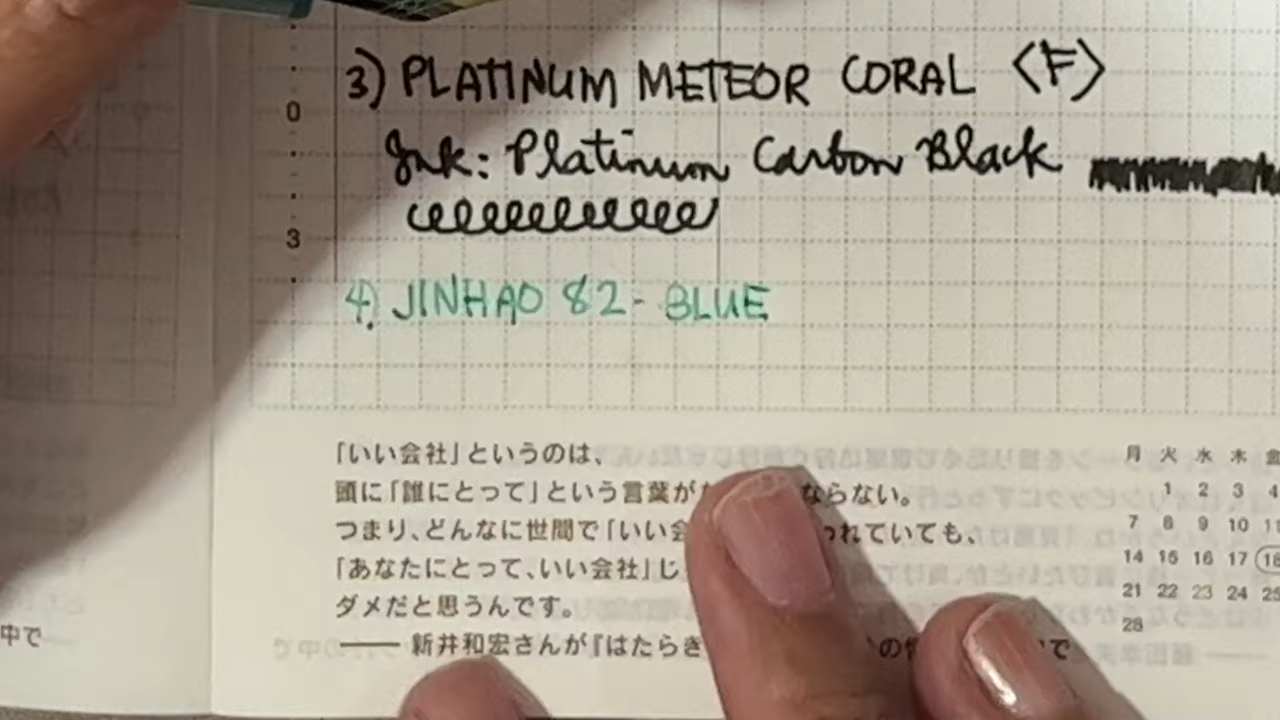 3) PLATINUM METEOR CORAL <F>
0
Ink: Platinum Carbon Black
3
4) JINHAO 82 - BLUE
「いい会社」というのは、
頭に「誰にとって」という言葉が ならない。
つまり、どんなに世間で「いい会 われていても、
「あなたにとって、いい会社」じ
ダメだと思うんです。
—— 新井和宏さんが『はたらき の で
中で
月 火 水 木 金
1 2 3 4
7 8 9 10 11
14 15 16 17 18
21 22 23 24 25
28